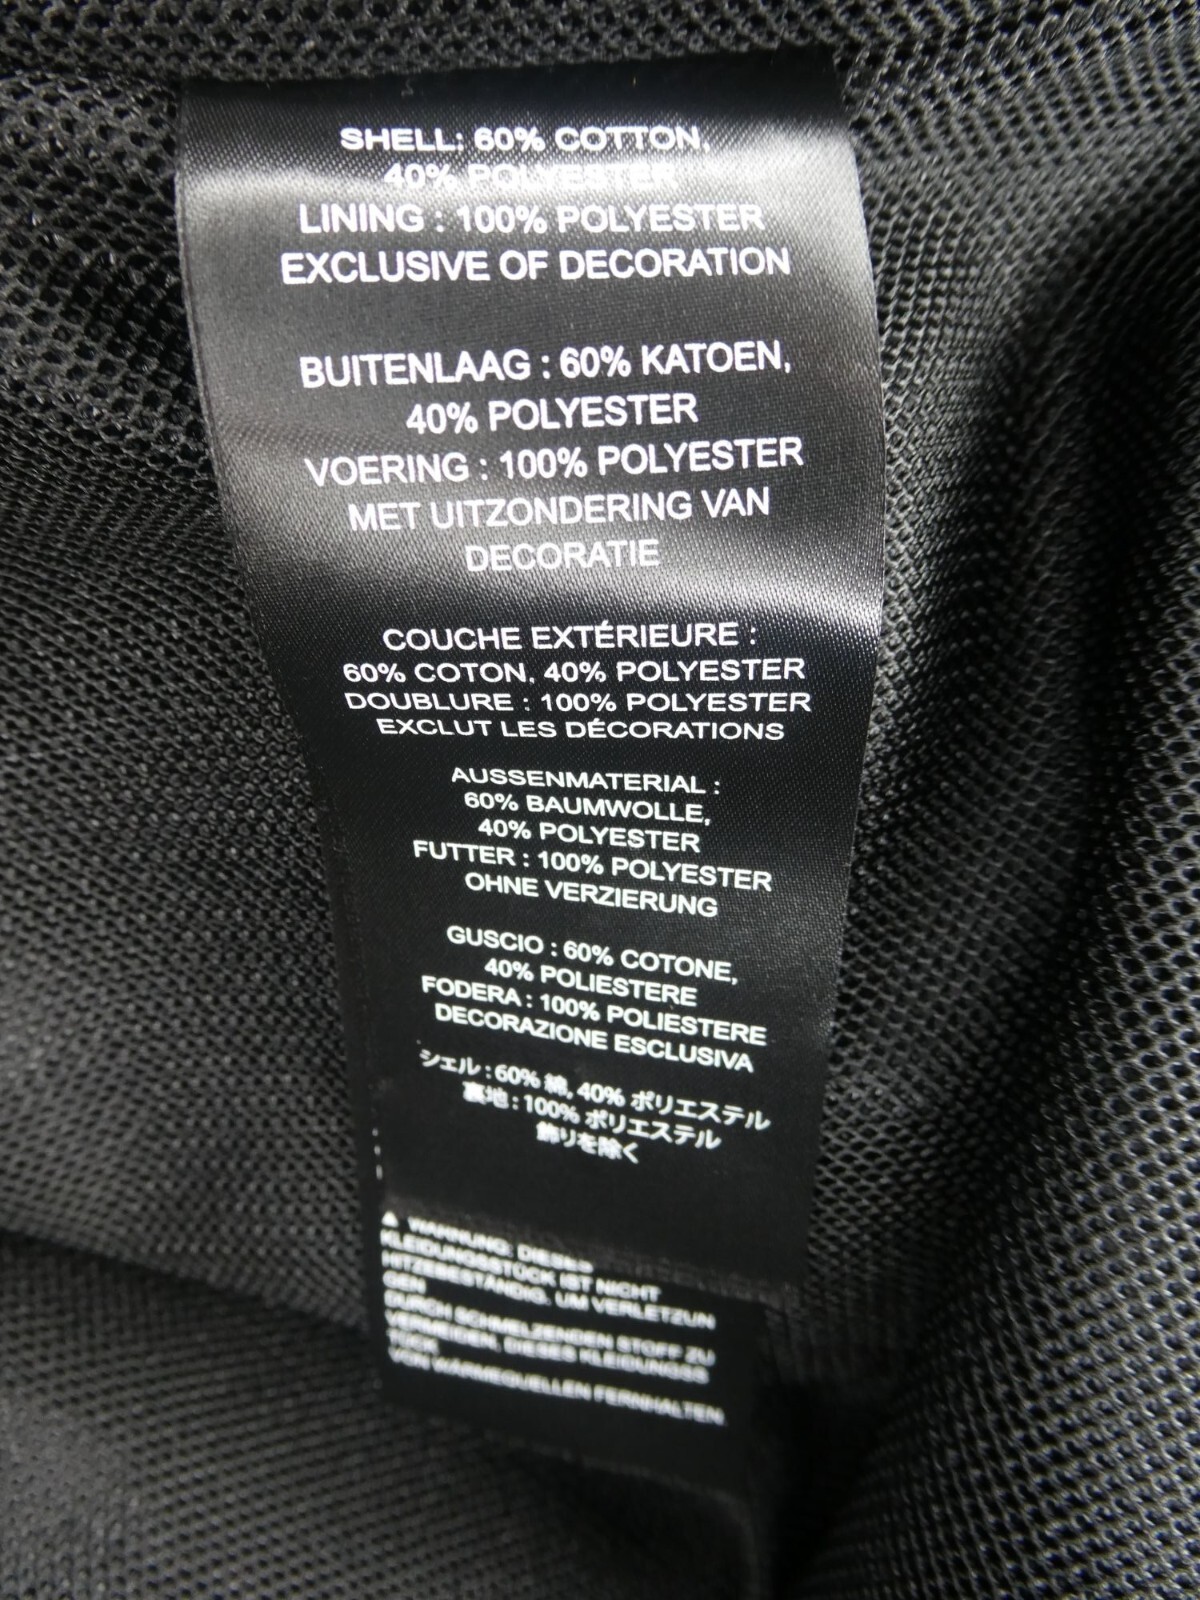 SHELL: 60% COTTON,
40% POLYESTER
LINING : 100% POLYESTER
EXCLUSIVE OF DECORATION
BUITENLAAG : 60% KATOEN,
40% POLYESTER
VOERING : 100% POLYESTER
MET UITZONDERING VAN
DECORATIE
COUCHE EXTÉRIEURE :
60% COTON, 40% POLYESTER
DOUBLURE : 100% POLYESTER
EXCLUT LES DÉCORATIONS
AUSSENMATERIAL :
60% BAUMWOLLE,
40% POLYESTER
FUTTER : 100% POLYESTER
OHNE VERZIERUNG
GUSCIO : 60% COTONE,
40% POLIESTERE
FODERA : 100% POLIESTERE
DECORAZIONE ESCLUSIVA
シェル : 60% 綿, 40% ポリエステル
裏地 : 100% ポリエステル
飾りを除く
WARNUNG: DIESES
KLEIDUNGSSTÜCK IST NICHT
HITZEBESTÄNDIG. UM VERLETZUN
GEN
DURCH SCHMELZENDEN STOFF ZU
VERMEIDEN, DIESES KLEIDUNGSS
TÜCK
VON WÄRMEQUELLEN FERNHALTEN.